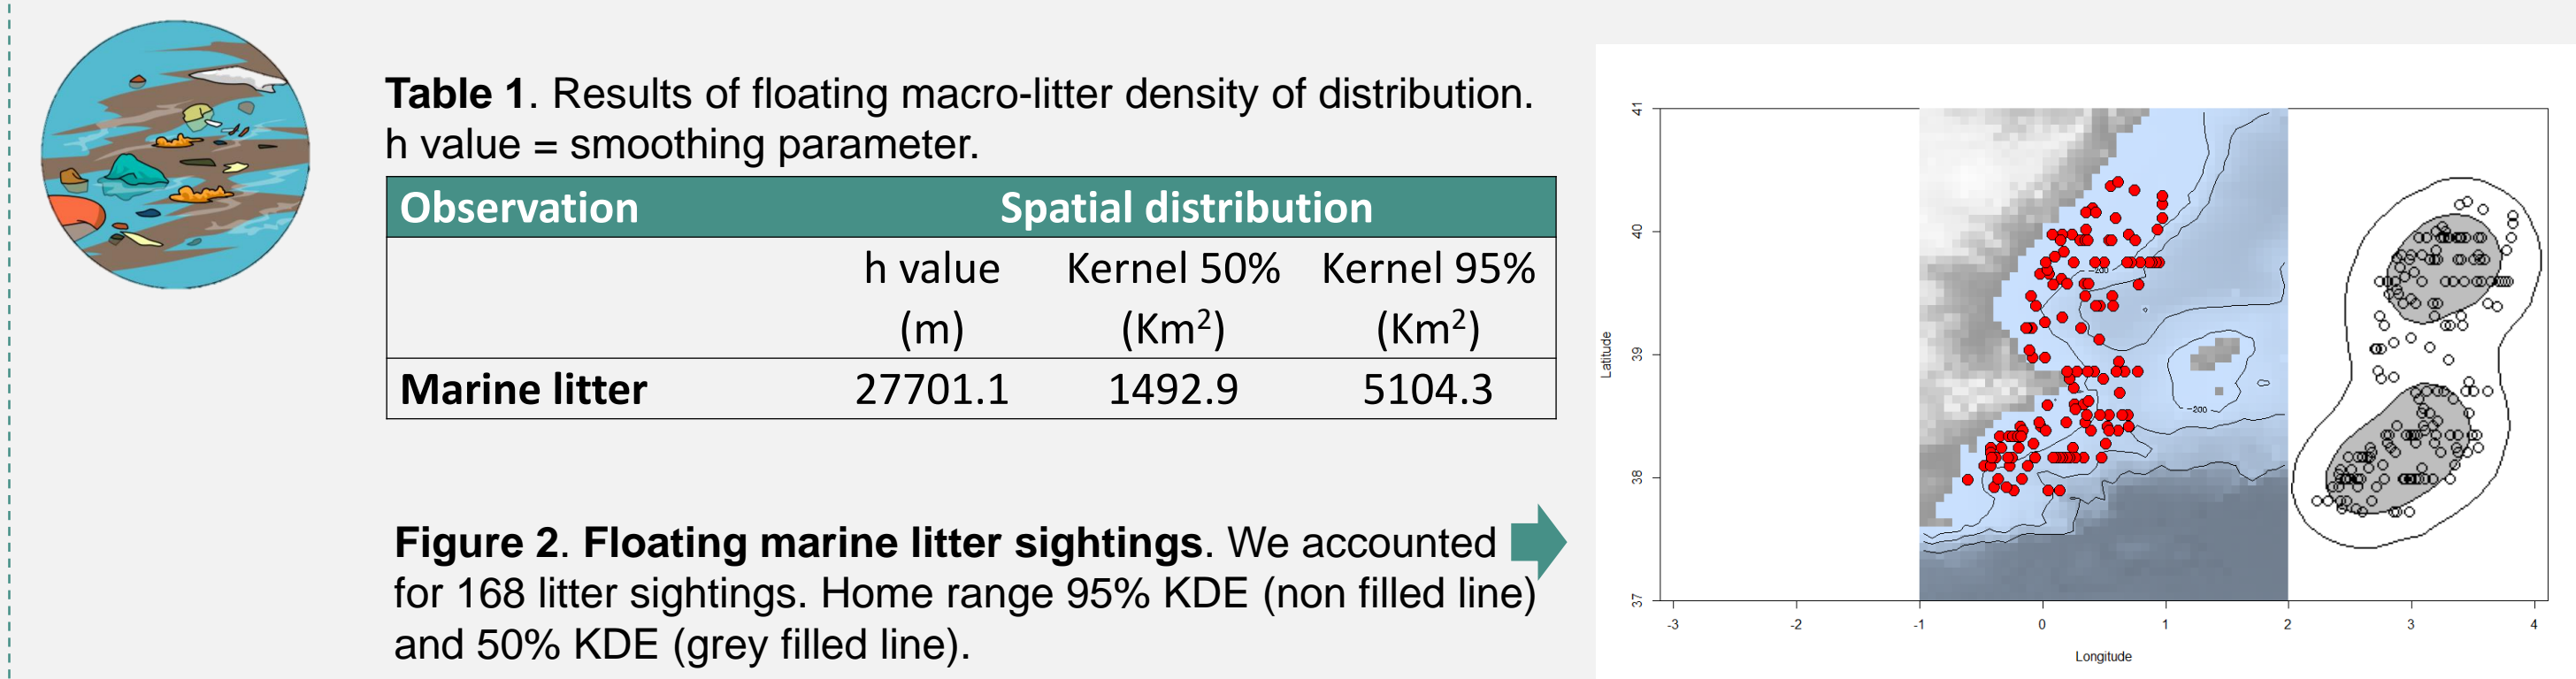 Table 1. Results of floating macro-litter density of distribution.
h value = smoothing parameter.
Observation Spatial distribution
h value Kernel 50% Kernel 95%
(m) (Km²) (Km²)
Marine litter 27701.1 1492.9 5104.3
Figure 2. Floating marine litter sightings. We accounted
for 168 litter sightings. Home range 95% KDE (non filled line)
and 50% KDE (grey filled line).
41
40
39
38
37
Latitude
-200
-200
-3 -2 -1 0 1 2 3 4
Longitude